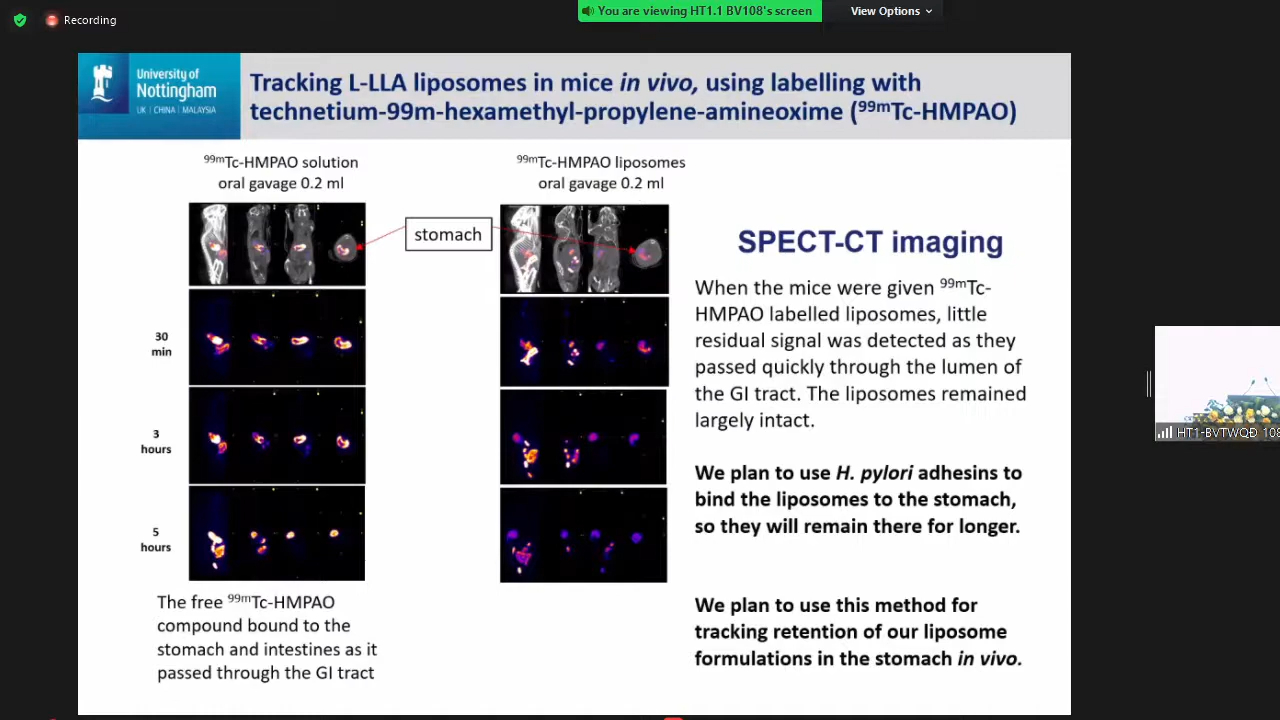 Recording
You are viewing HT1.1 BV108's screen
View Options
University of
Nottingham
UK | CHINA | MALAYSIA
Tracking L-LLA liposomes in mice in vivo, using labelling with
technetium-99m-hexamethyl-propylene-amineoxime (⁹⁹ᵐTc-HMPAO)
⁹⁹ᵐTc-HMPAO solution
oral gavage 0.2 ml
⁹⁹ᵐTc-HMPAO liposomes
oral gavage 0.2 ml
stomach
30
min
3
hours
5
hours
The free ⁹⁹ᵐTc-HMPAO
compound bound to the
stomach and intestines as it
passed through the GI tract
SPECT-CT imaging
When the mice were given ⁹⁹ᵐTc-
HMPAO labelled liposomes, little
residual signal was detected as they
passed quickly through the lumen of
the GI tract. The liposomes remained
largely intact.
We plan to use H. pylori adhesins to
bind the liposomes to the stomach,
so they will remain there for longer.
We plan to use this method for
tracking retention of our liposome
formulations in the stomach in vivo.
HT1-BVTWQĐ 108